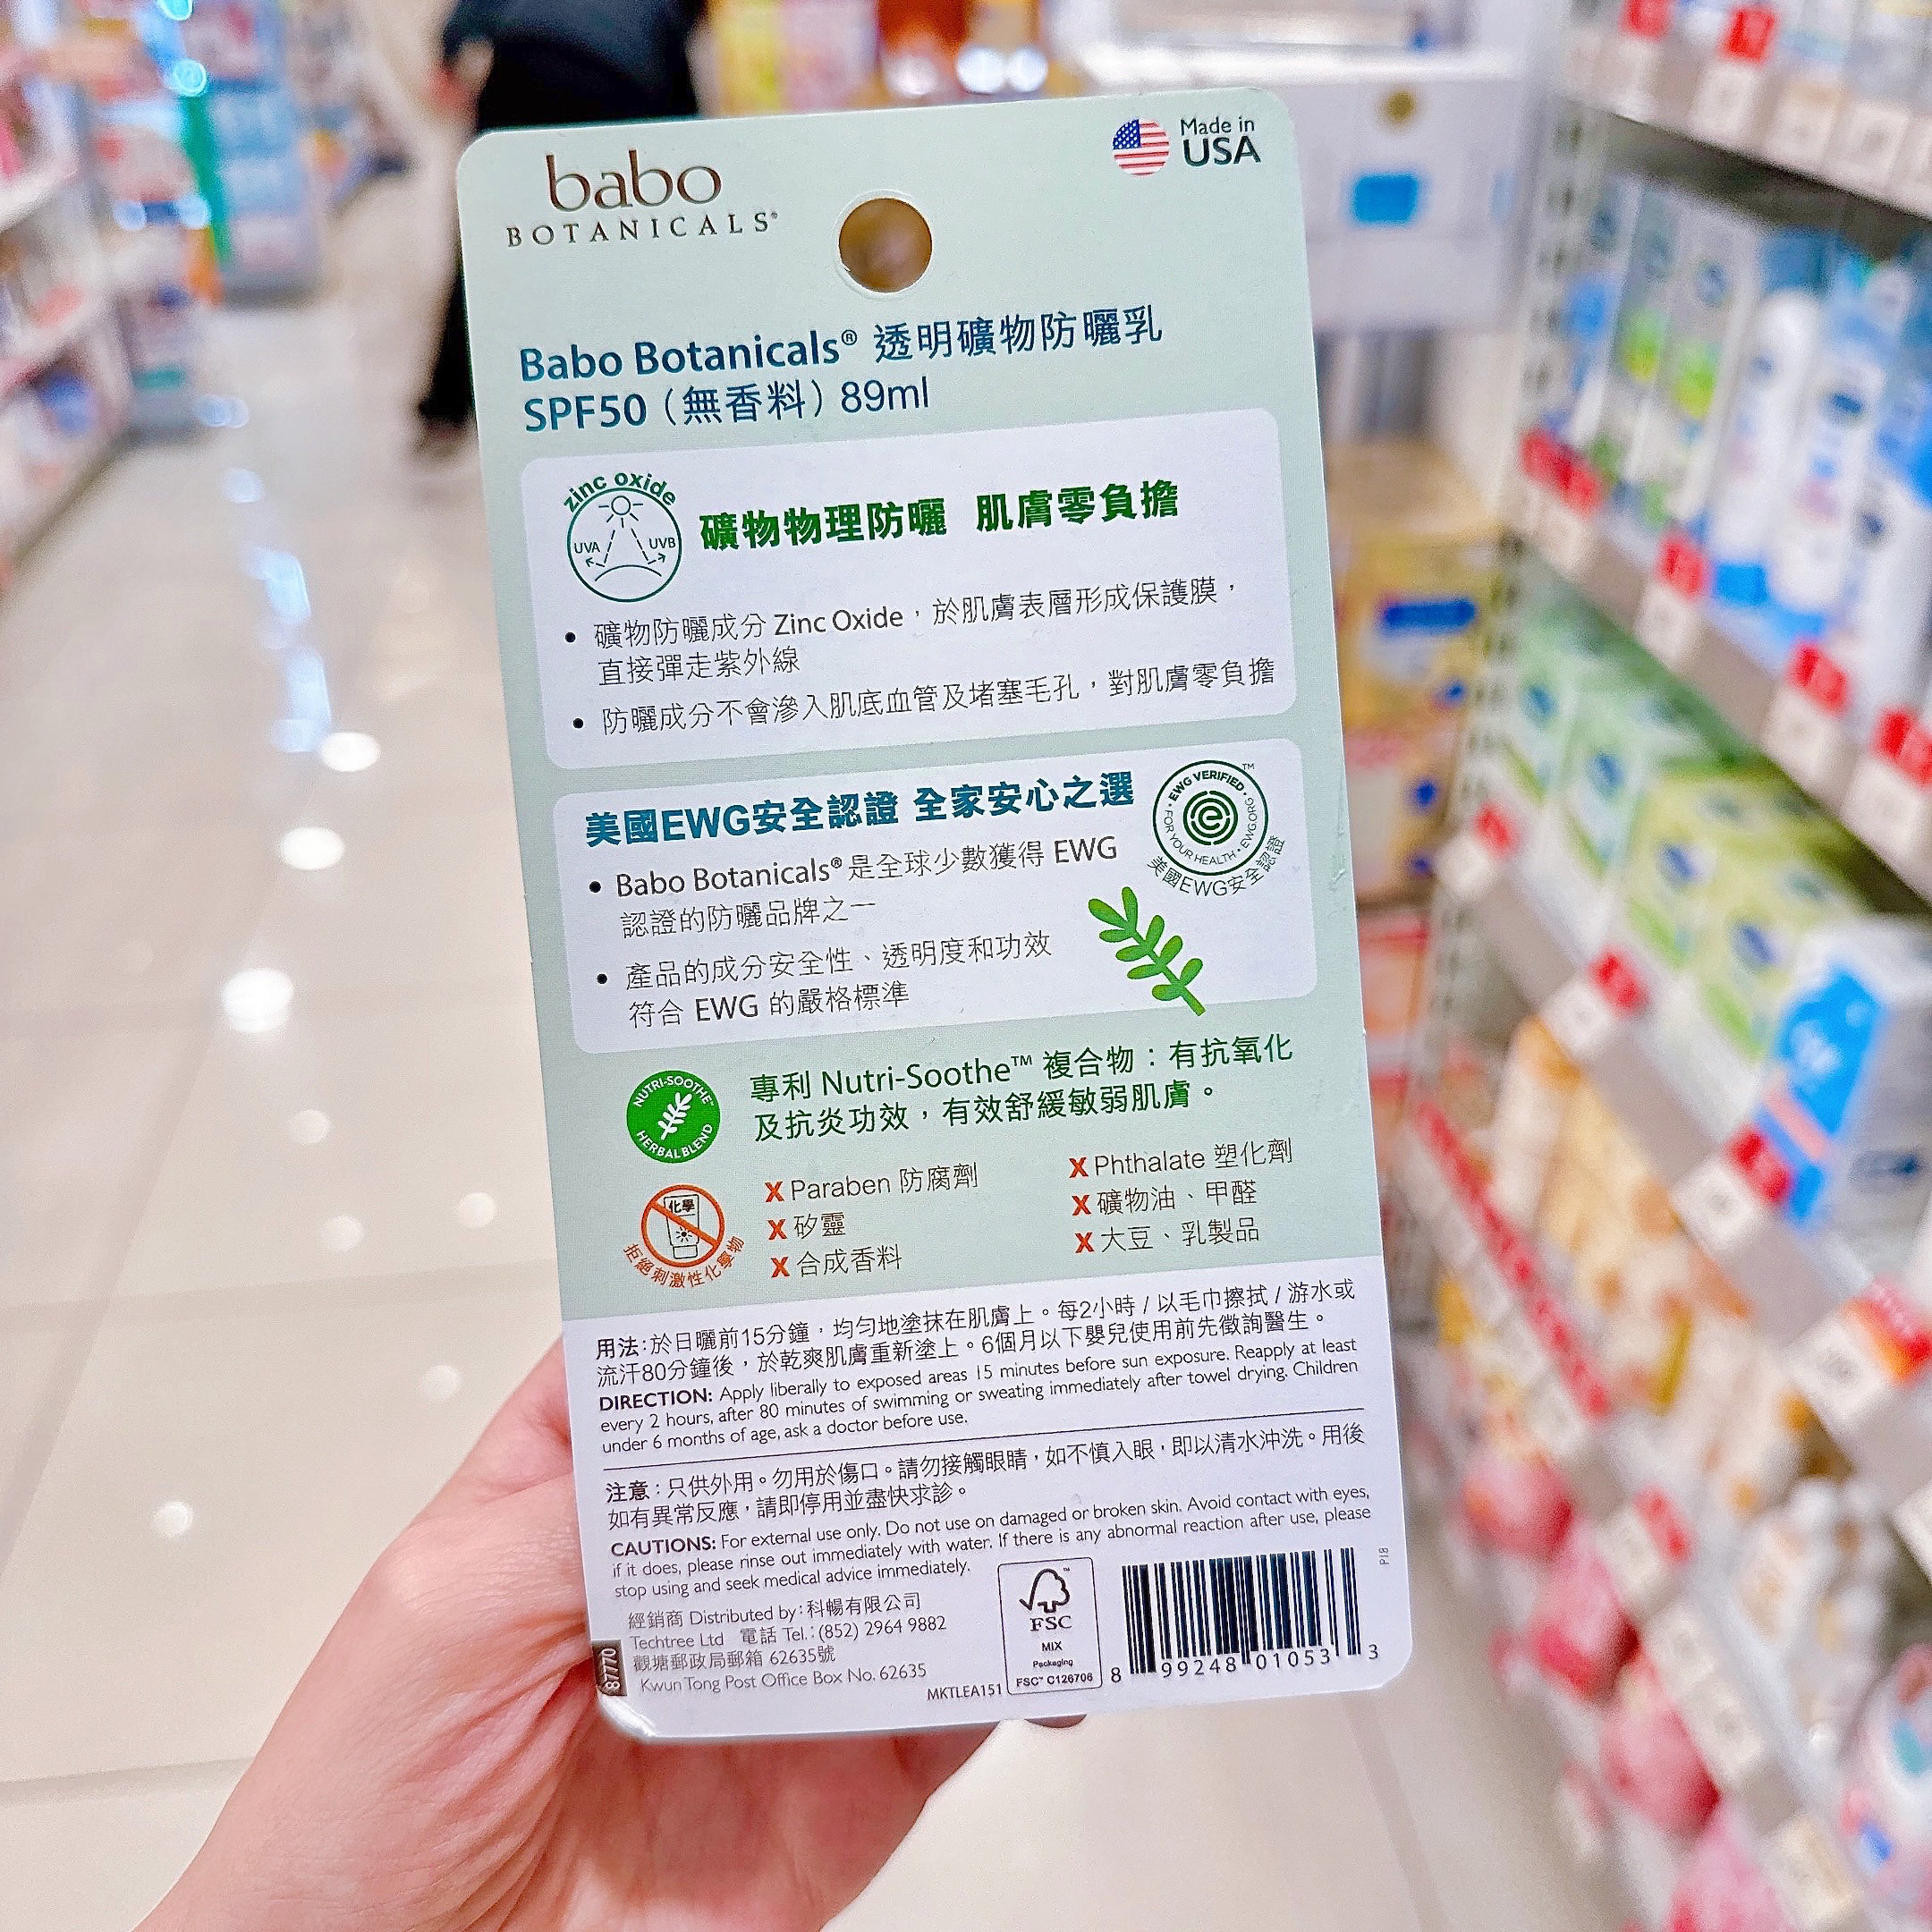 babo
BOTANICALS®
Made in
USA
Babo Botanicals® 透明礦物防曬乳
SPF50（無香料）89ml
zinc oxide
UVA
UVB
礦物物理防曬 肌膚零負擔
• 礦物防曬成分 Zinc Oxide，於肌膚表層形成保護膜，
直接彈走紫外線
• 防曬成分不會滲入肌底血管及堵塞毛孔，對肌膚零負擔
美國EWG安全認證 全家安心之選
EWG VERIFIED™
FOR YOUR HEALTH • EWG.ORG
美國EWG安全認證
• Babo Botanicals® 是全球少數獲得 EWG
認證的防曬品牌之一
• 產品的成分安全性、透明度和功效
符合 EWG 的嚴格標準
NUTRI-SOOTHE™
HERBAL BLEND
專利 Nutri-Soothe™ 複合物：有抗氧化
及抗炎功效，有效舒緩敏弱肌膚。
化學
拒絕刺激性化學物
X Paraben 防腐劑
X 矽靈
X 合成香料
X Phthalate 塑化劑
X 礦物油、甲醛
X 大豆、乳製品
用法：於日曬前15分鐘，均勻地塗抹在肌膚上。每2小時 / 以毛巾擦拭 / 游水或
流汗80分鐘後，於乾爽肌膚重新塗上。6個月以下嬰兒使用前先徵詢醫生。
DIRECTION: Apply liberally to exposed areas 15 minutes before sun exposure. Reapply at least
every 2 hours, after 80 minutes of swimming or sweating immediately after towel drying. Children
under 6 months of age, ask a doctor before use.
注意：只供外用。勿用於傷口。請勿接觸眼睛，如不慎入眼，即以清水沖洗。用後
如有異常反應，請即停用並盡快求診。
CAUTIONS: For external use only. Do not use on damaged or broken skin. Avoid contact with eyes,
if it does, please rinse out immediately with water. If there is any abnormal reaction after use, please
stop using and seek medical advice immediately.
經銷商 Distributed by：科暢有限公司
Techtree Ltd 電話 Tel.: (852) 2964 9882
觀塘郵政局郵箱 62635號
Kwun Tong Post Office Box No. 62635
87770
MKTLEA151
FSC
MIX
Packaging
FSC™ C126706
8 99248 01053 3
P1B